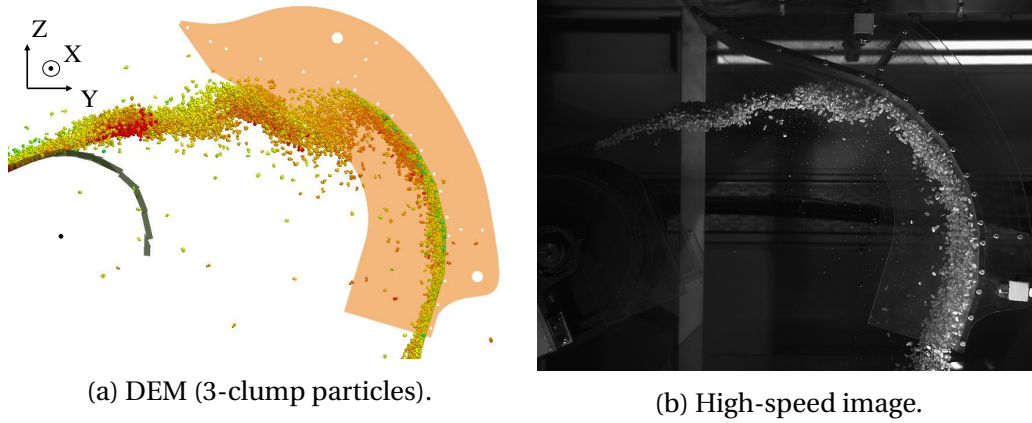 Z
X
Y
(a) DEM (3-clump particles).
(b) High-speed image.